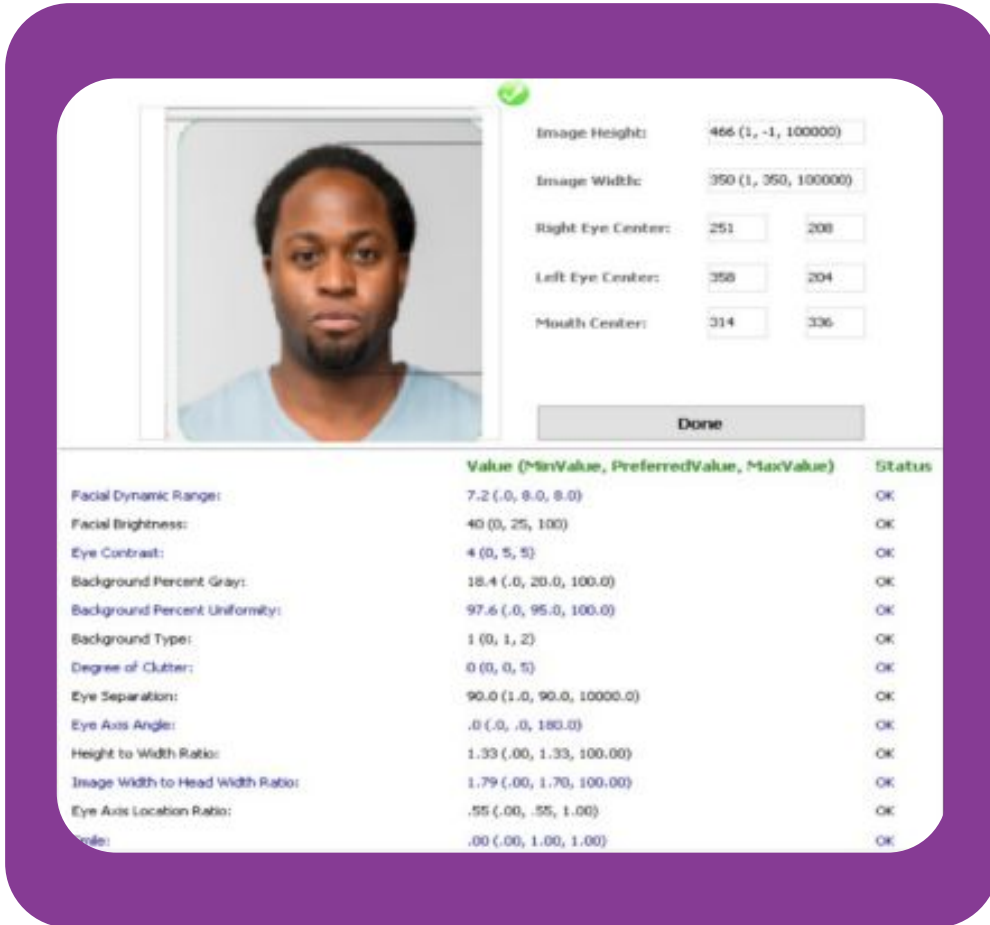 Image Height: 466 (1, -1, 100000)
Image Width: 350 (1, 350, 100000)
Right Eye Center: 251 208
Left Eye Center: 358 204
Mouth Center: 314 336
Done
Value (MinValue, PreferredValue, MaxValue) Status
Facial Dynamic Range: 7.2 (.0, 8.0, 8.0) OK
Facial Brightness: 40 (0, 25, 100) OK
Eye Contrast: 4 (0, 5, 5) OK
Background Percent Gray: 18.4 (.0, 20.0, 100.0) OK
Background Percent Uniformity: 97.6 (.0, 95.0, 100.0) OK
Background Type: 1 (0, 1, 2) OK
Degree of Clutter: 0 (0, 0, 5) OK
Eye Separation: 90.0 (1.0, 90.0, 10000.0) OK
Eye Axis Angle: .0 (.0, .0, 180.0) OK
Height to Width Ratio: 1.33 (.00, 1.33, 100.00) OK
Image Width to Head Width Ratio: 1.79 (.00, 1.70, 100.00) OK
Eye Axis Location Ratio: .55 (.00, .55, 1.00) OK
Smile: .00 (.00, 1.00, 1.00) OK